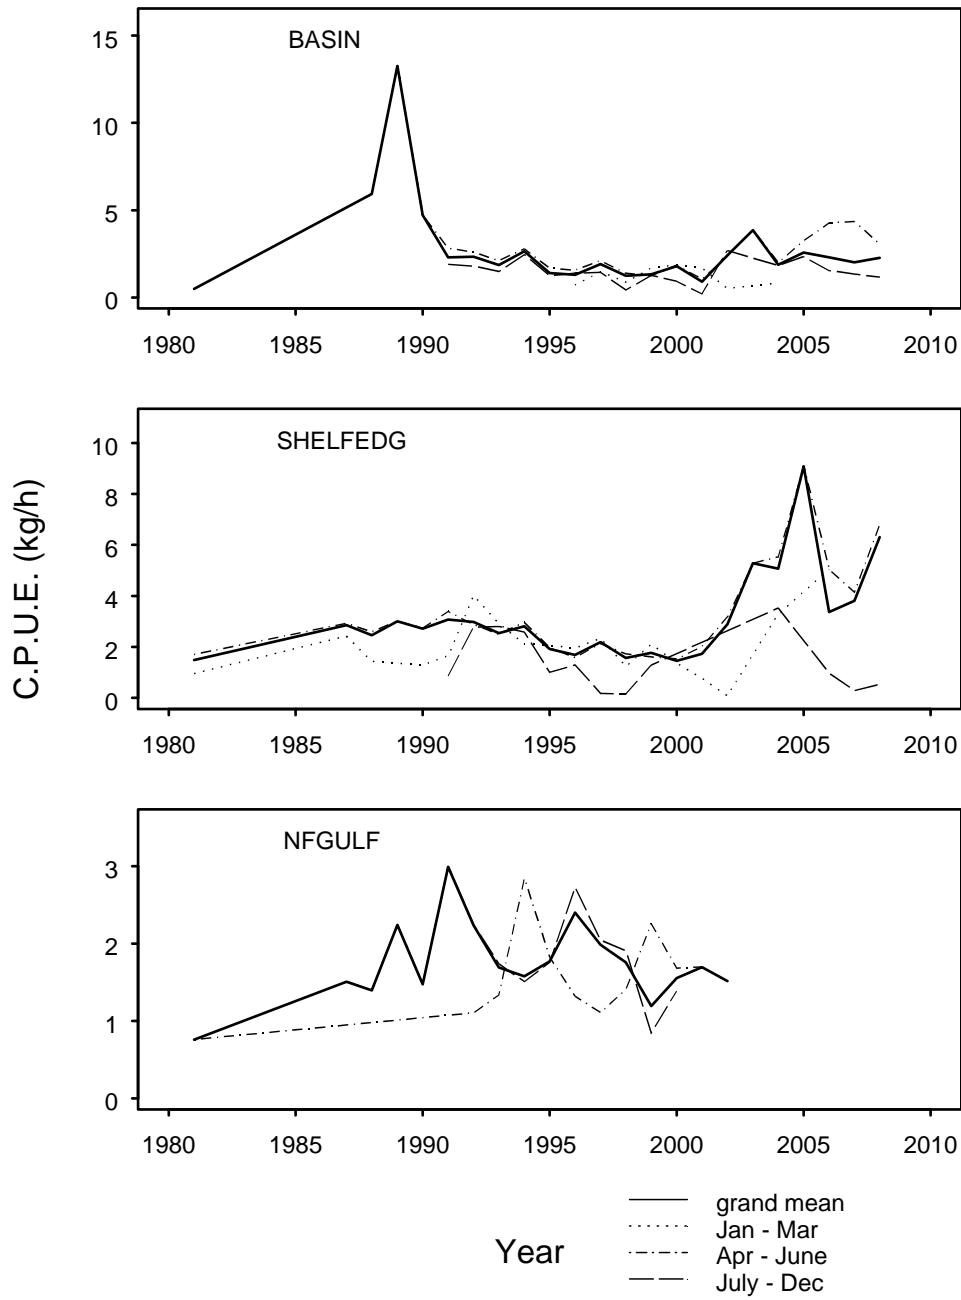 BASIN
15
10
5
0
1980 1985 1990 1995 2000 2005 2010
SHELFEDG
10
8
6
4
2
0
1980 1985 1990 1995 2000 2005 2010
C.P.U.E. (kg/h)
NFGULF
3
2
1
0
1980 1985 1990 1995 2000 2005 2010
Year
grand mean
Jan - Mar
Apr - June
July - Dec